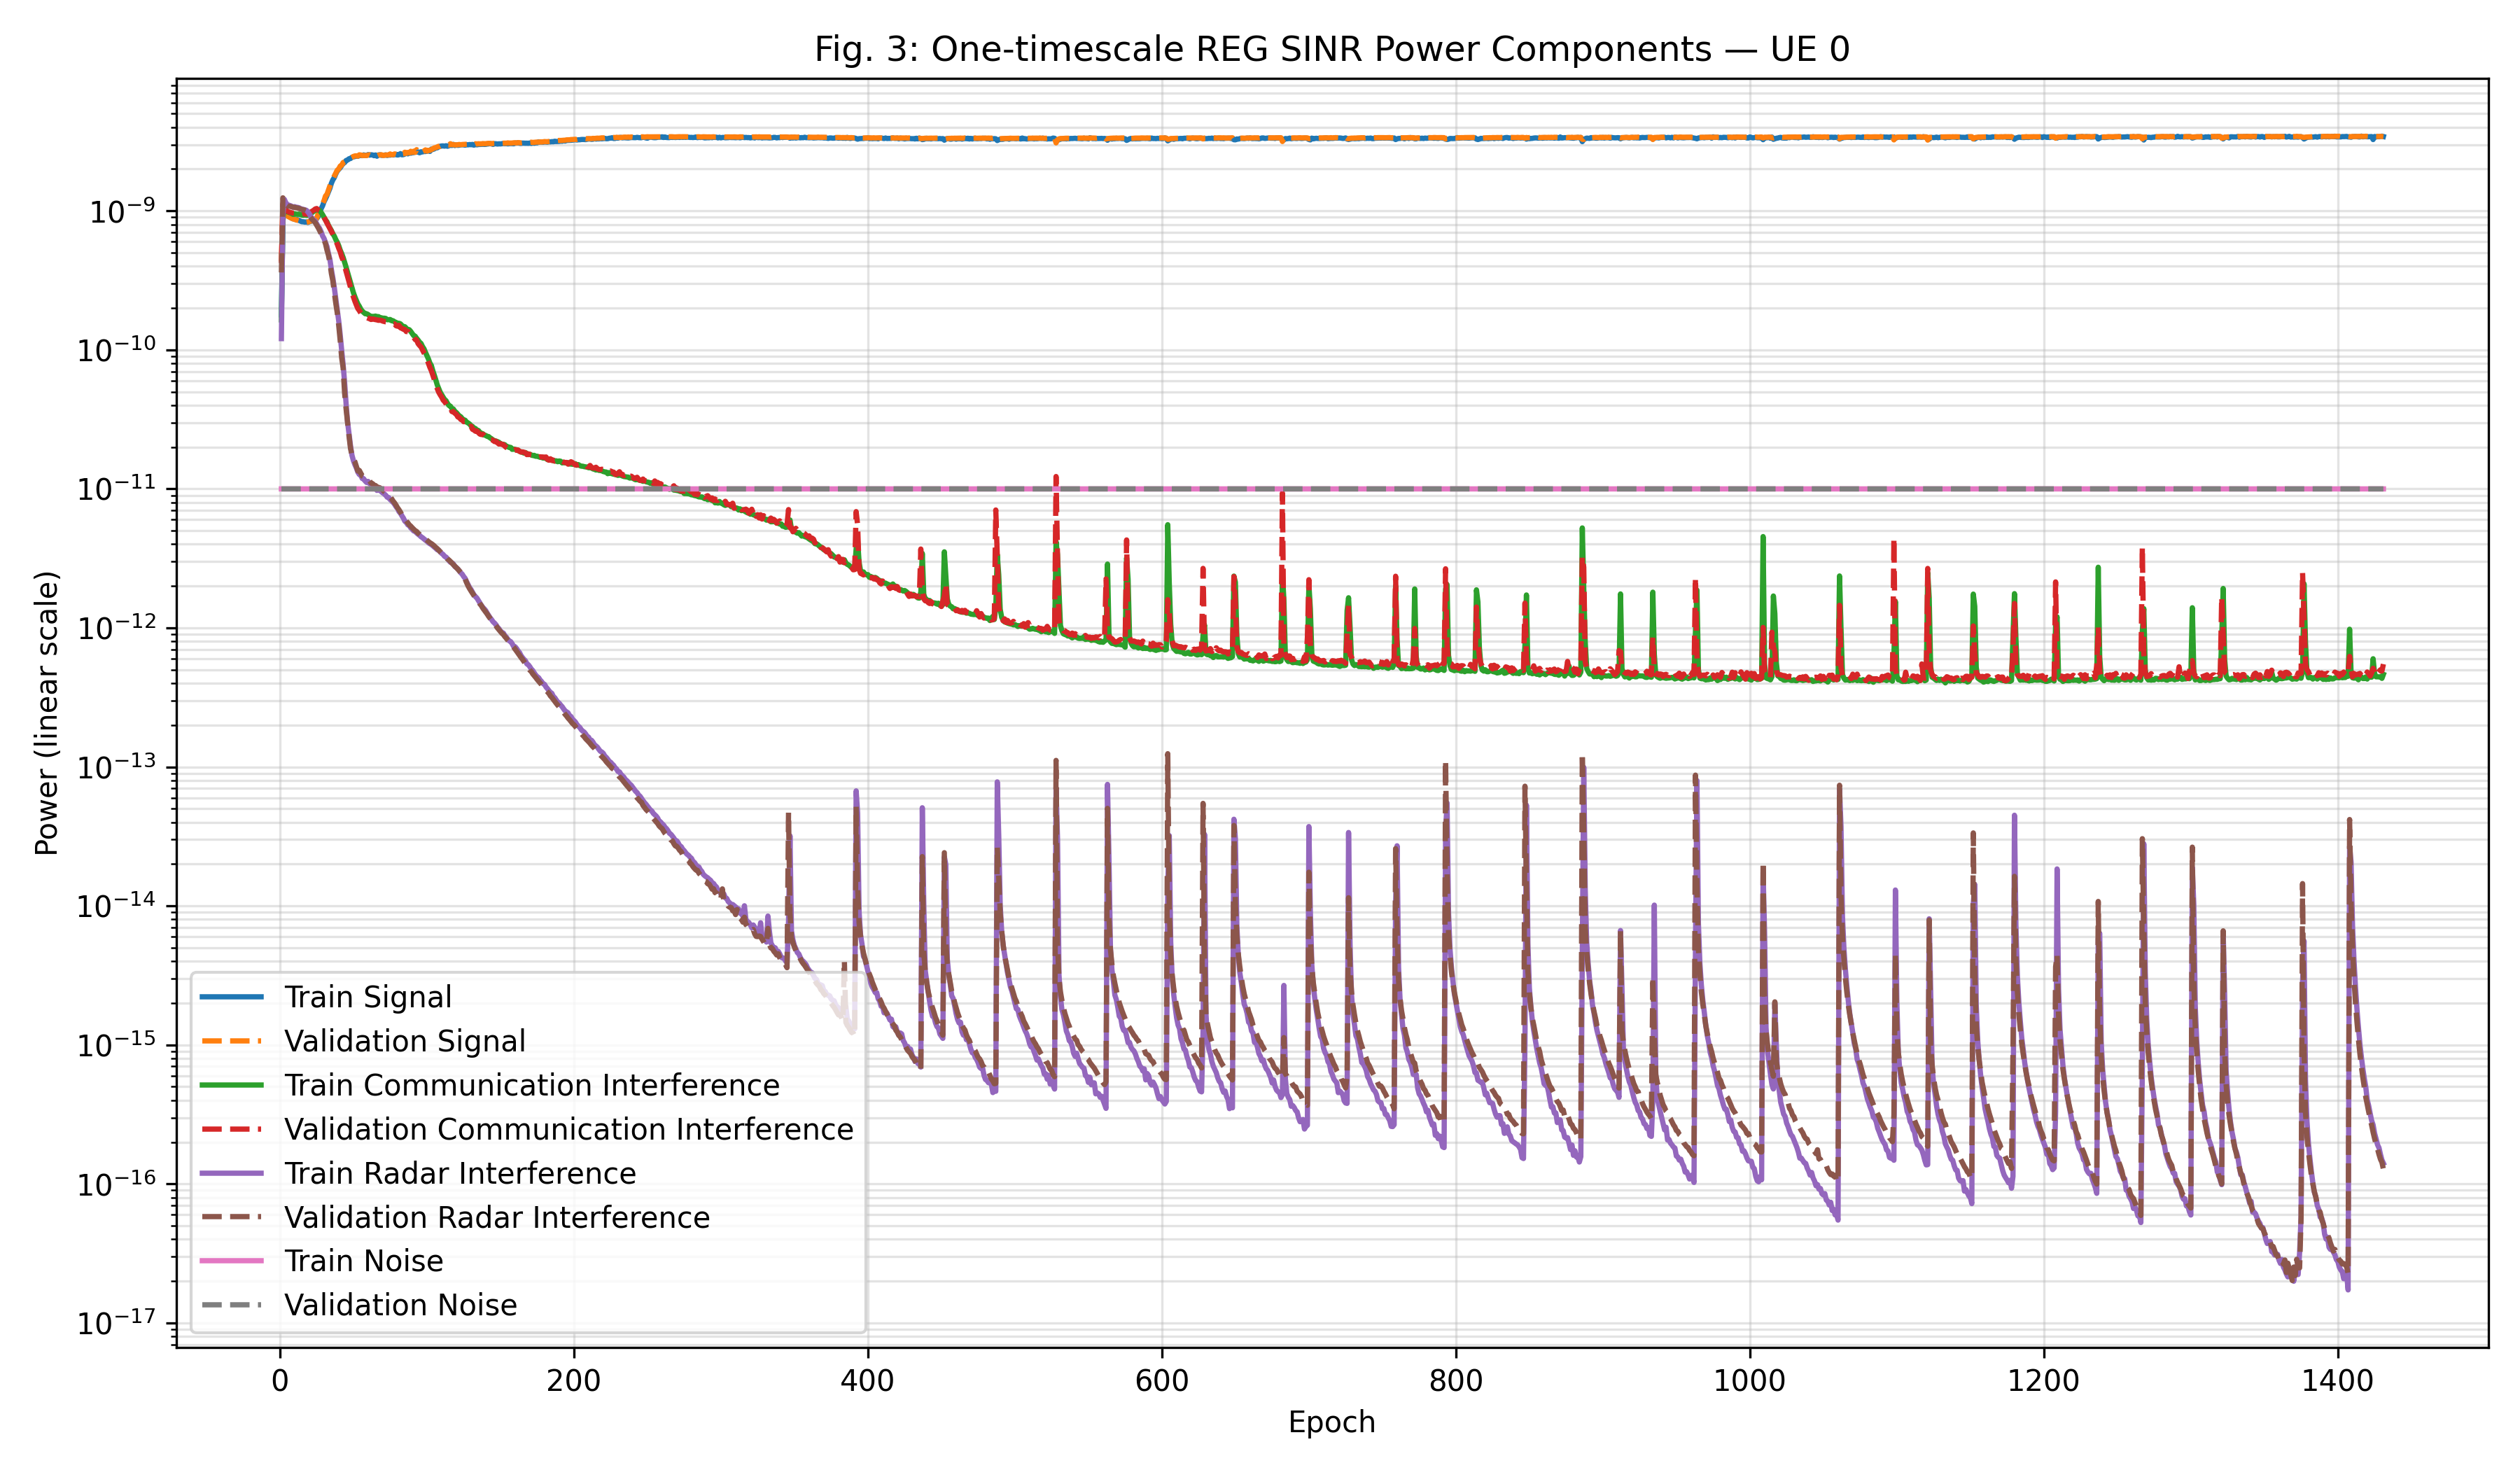 Fig. 3: One-timescale REG SINR Power Components — UE 0
Power (linear scale)
10⁻⁹
10⁻¹⁰
10⁻¹¹
10⁻¹²
10⁻¹³
10⁻¹⁴
10⁻¹⁵
10⁻¹⁶
10⁻¹⁷
Train Signal
Validation Signal
Train Communication Interference
Validation Communication Interference
Train Radar Interference
Validation Radar Interference
Train Noise
Validation Noise
0 200 400 600 800 1000 1200 1400
Epoch